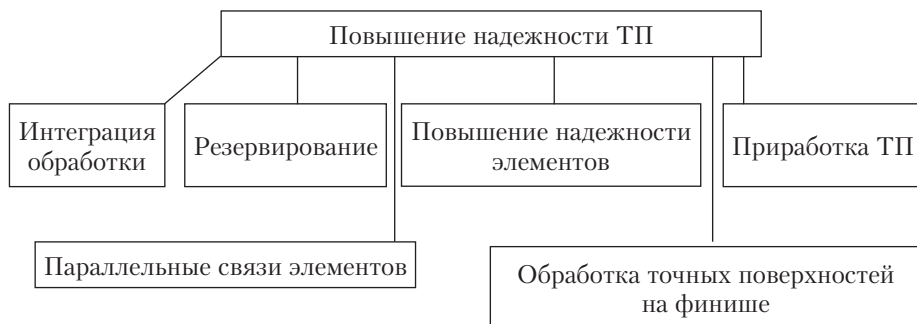 Повышение надежности ТП
Интеграция
обработки
Резервирование
Повышение надежности
элементов
Приработка ТП
Параллельные связи элементов
Обработка точных поверхностей
на финише